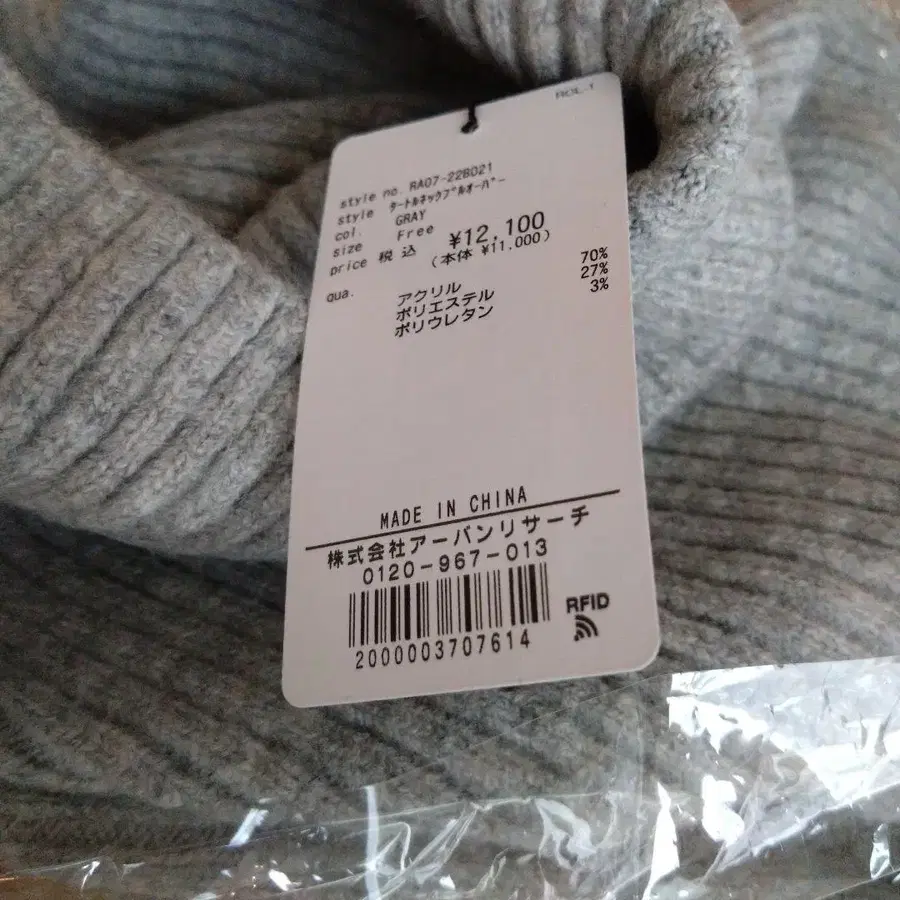 ROL.1
style no. RA07-22B021
style タートルネックプルオーバー
col. GRAY
size Free
price 税込 ¥12,100
(本体 ¥11,000)
qua. アクリル 70%
ポリエステル 27%
ポリウレタン 3%
MADE IN CHINA
株式会社アーバンリサーチ
0120-967-013
RFID
2000003707614